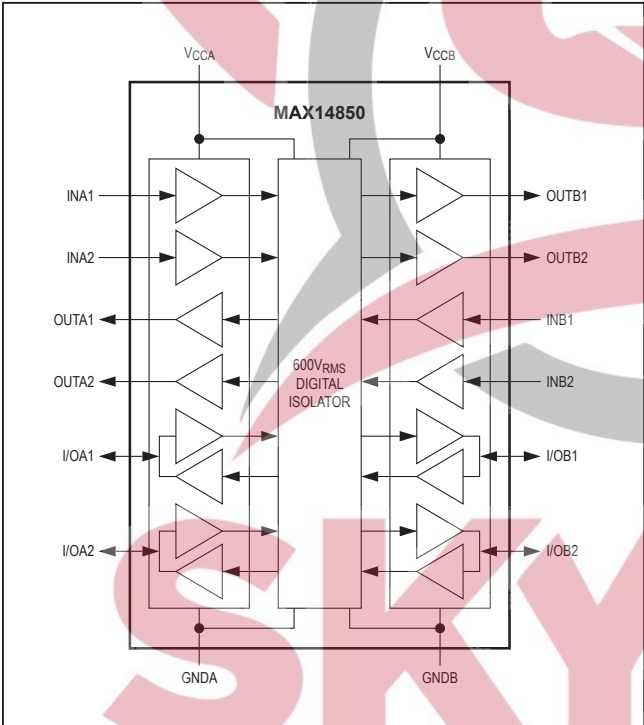 VCCA VCCB
MAX14850
INA1 OUTB1
INA2 OUTB2
OUTA1 INB1
600VRMS
DIGITAL
ISOLATOR
OUTA2 INB2
I/OA1 I/OB1
I/OA2 I/OB2
GNDA GNDB
SKY